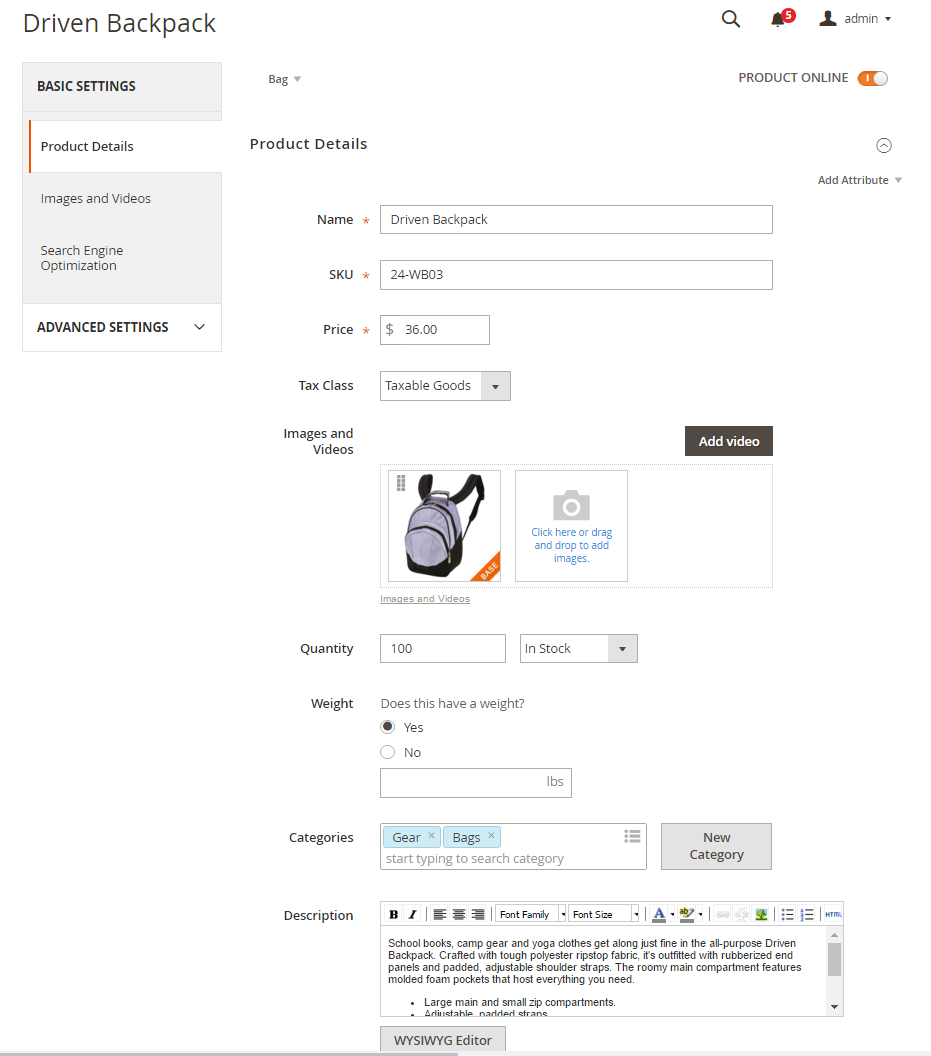 Driven Backpack
5
admin
BASIC SETTINGS
Product Details
Images and Videos
Search Engine
Optimization
ADVANCED SETTINGS
Bag
PRODUCT ONLINE
Product Details
Add Attribute
Name *
Driven Backpack
SKU *
24-WB03
Price *
$ 36.00
Tax Class
Taxable Goods
Images and
Videos
Add video
BASE
Click here or drag
and drop to add
images.
Images and Videos
Quantity
100
In Stock
Weight
Does this have a weight?
Yes
No
lbs
Categories
Gear × Bags ×
start typing to search category
New
Category
Description
B I Font Family Font Size A ab HTML
School books, camp gear and yoga clothes get along just fine in the all-purpose Driven
Backpack. Crafted with tough polyester ripstop fabric, it's outfitted with rubberized end
panels and padded, adjustable shoulder straps. The roomy main compartment features
molded foam pockets that host everything you need.
• Large main and small zip compartments.
• Adjustable, padded straps.
WYSIWYG Editor